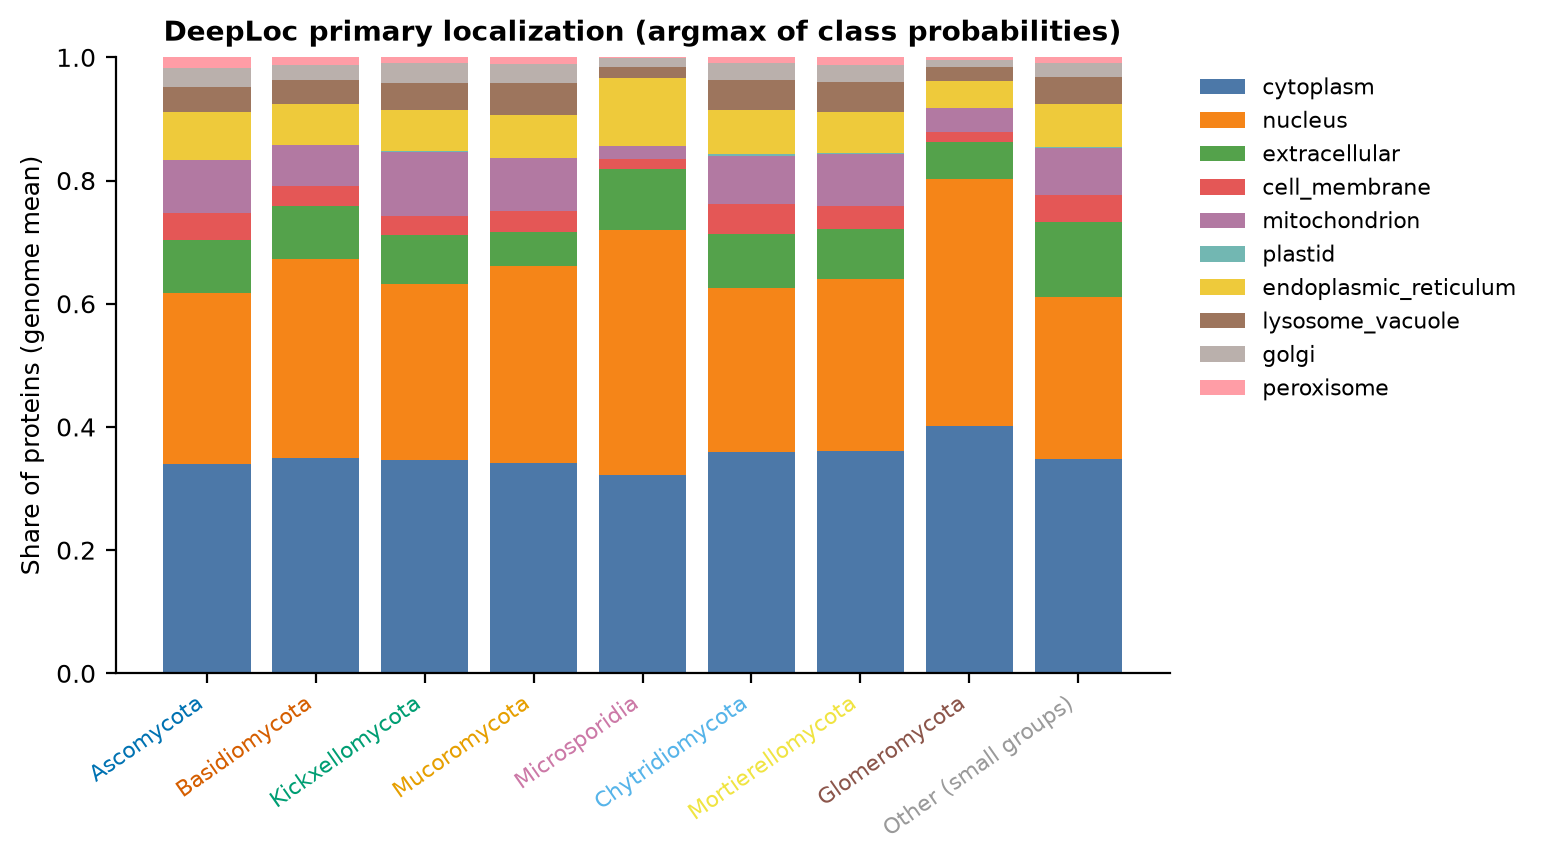 DeepLoc primary localization (argmax of class probabilities)
Share of proteins (genome mean)
1.0
0.8
0.6
0.4
0.2
0.0
Ascomycota
Basidiomycota
Kickxellomycota
Mucoromycota
Microsporidia
Chytridiomycota
Mortierellomycota
Glomeromycota
Other (small groups)
cytoplasm
nucleus
extracellular
cell_membrane
mitochondrion
plastid
endoplasmic_reticulum
lysosome_vacuole
golgi
peroxisome